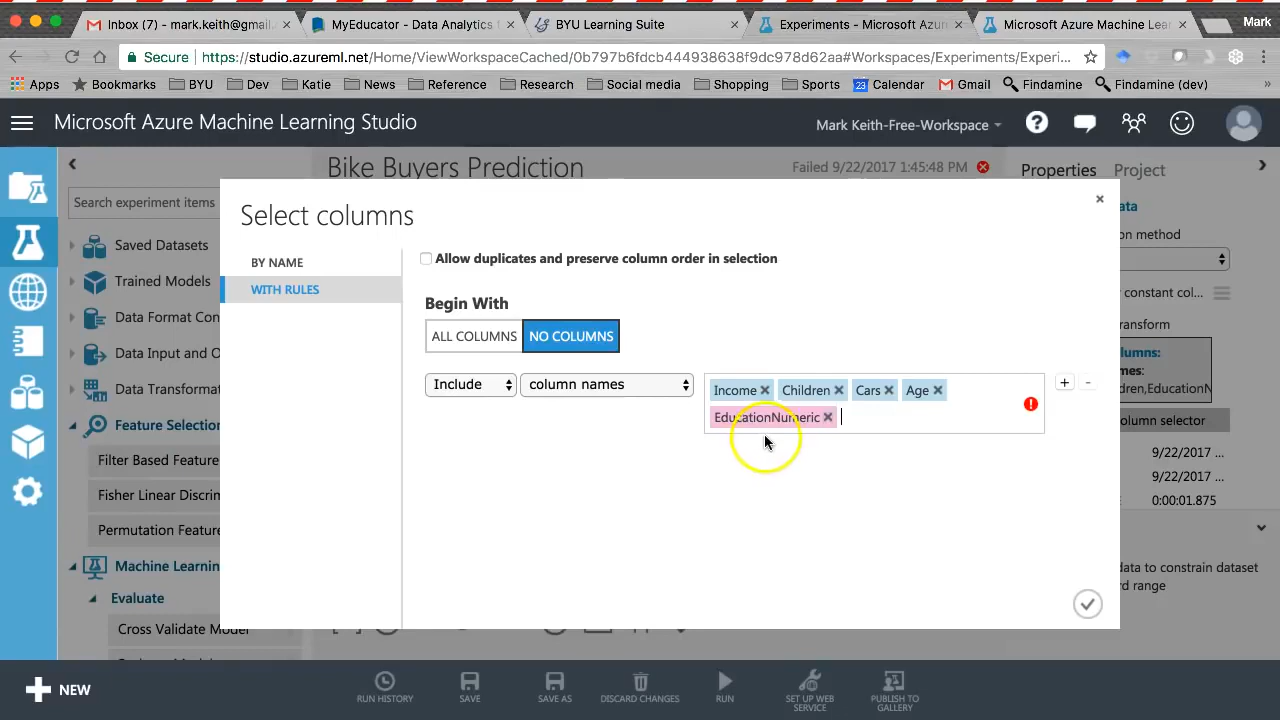 Inbox (7) - mark.keith@gmail.
MyEducator - Data Analytics
BYU Learning Suite
Experiments - Microsoft Azur
Microsoft Azure Machine Lear
Mark
Secure
https://studio.azureml.net/Home/ViewWorkspaceCached/0b797b6fdcb444938638f9dc978d62aa#Workspaces/Experiments/Experi...
Apps
Bookmarks
BYU
Dev
Katie
News
Reference
Research
Social media
Shopping
Sports
23
Calendar
Gmail
Findamine
Findamine (dev)
»
Microsoft Azure Machine Learning Studio
Mark Keith-Free-Workspace
?
Bike Buyers Prediction
Failed 9/22/2017 1:45:48 PM
Properties
Project
Search experiment items
Saved Datasets
Trained Models
Data Format Con
Data Input and O
Data Transformat
Feature Selection
Filter Based Feature
Fisher Linear Discrim
Permutation Feature
Machine Learning
Evaluate
Cross Validate Model
Select columns
×
BY NAME
WITH RULES
Allow duplicates and preserve column order in selection
Begin With
ALL COLUMNS
NO COLUMNS
Include
column names
Income × Children × Cars × Age ×
EducationNumeric ×
!
+
-
ata
on method
r constant col...
transform
lumns:
mes:
ldren,EducationN
olumn selector
9/22/2017 ...
9/22/2017 ...
0:00:01.875
data to constrain dataset
rd range
NEW
RUN HISTORY
SAVE
SAVE AS
DISCARD CHANGES
RUN
SET UP WEB
SERVICE
PUBLISH TO
GALLERY